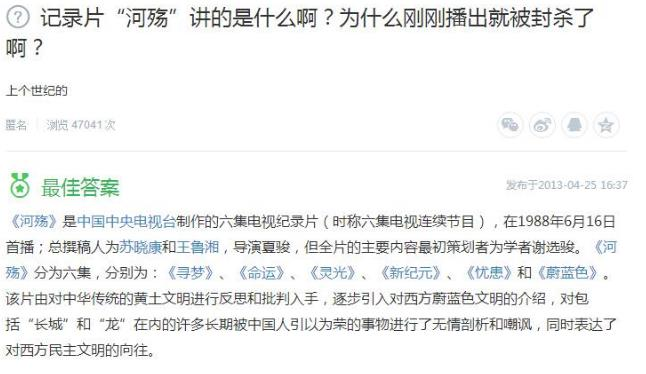 记录片“河殇”讲的是什么啊？为什么刚刚播出就被封杀了
啊？
上个世纪的
匿名 浏览 47041次
最佳答案
发布于2013-04-25 16:37
《河殇》是中国中央电视台制作的六集电视纪录片（时称六集电视连续节目），在1988年6月16日
首播；总撰稿人为苏晓康和王鲁湘，导演夏骏，但全片的主要内容最初策划者为学者谢选骏。《河
殇》分为六集，分别为：《寻梦》、《命运》、《灵光》、《新纪元》、《忧患》和《蔚蓝色》。
该片由对中华传统的黄土文明进行反思和批判入手，逐步引入对西方蔚蓝色文明的介绍，对包
括“长城”和“龙”在内的许多长期被中国人引以为荣的事物进行了无情剖析和嘲讽，同时表达了
对西方民主文明的向往。